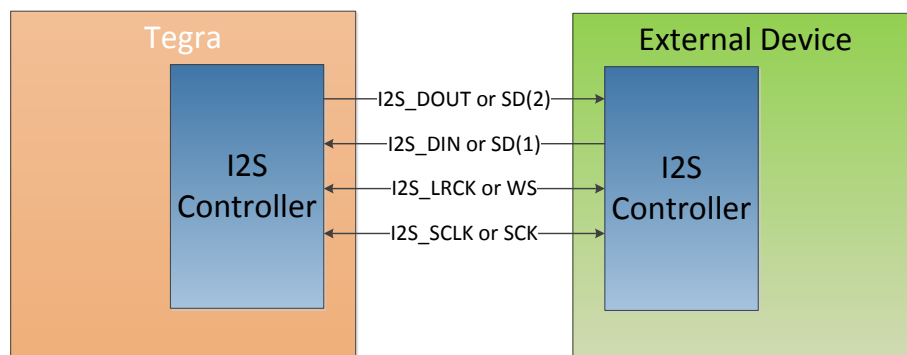 Tegra
External Device
I2S_DOUT or SD(2)
I2S_DIN or SD(1)
I2S_LRCK or WS
I2S_SCLK or SCK
I2S
Controller
I2S
Controller